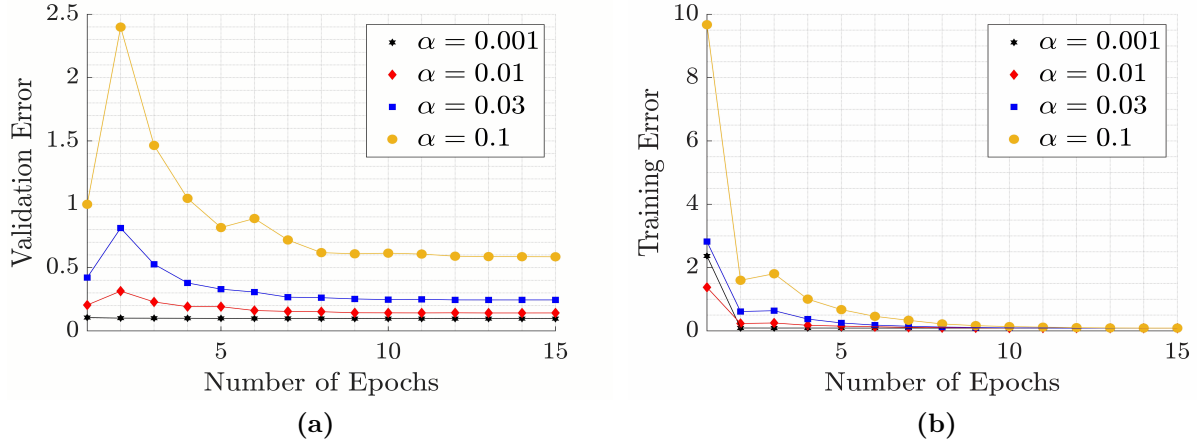 2.5
2
1.5
1
0.5
0
5
10
15
Validation Error
Number of Epochs
α = 0.001
α = 0.01
α = 0.03
α = 0.1
(a)
10
8
6
4
2
0
5
10
15
Training Error
Number of Epochs
α = 0.001
α = 0.01
α = 0.03
α = 0.1
(b)